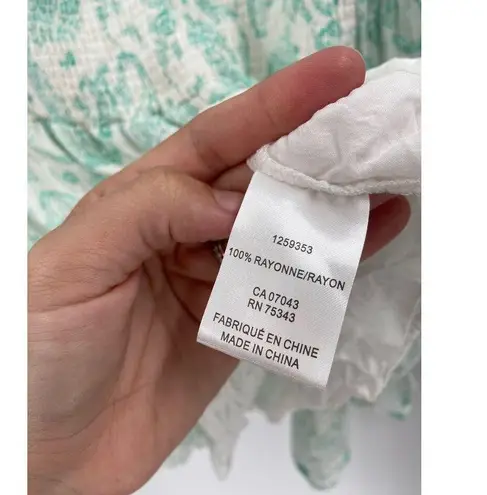 1259353
100% RAYONNE/RAYON
CA 07043
RN 75343
FABRIQUÉ EN CHINE
MADE IN CHINA